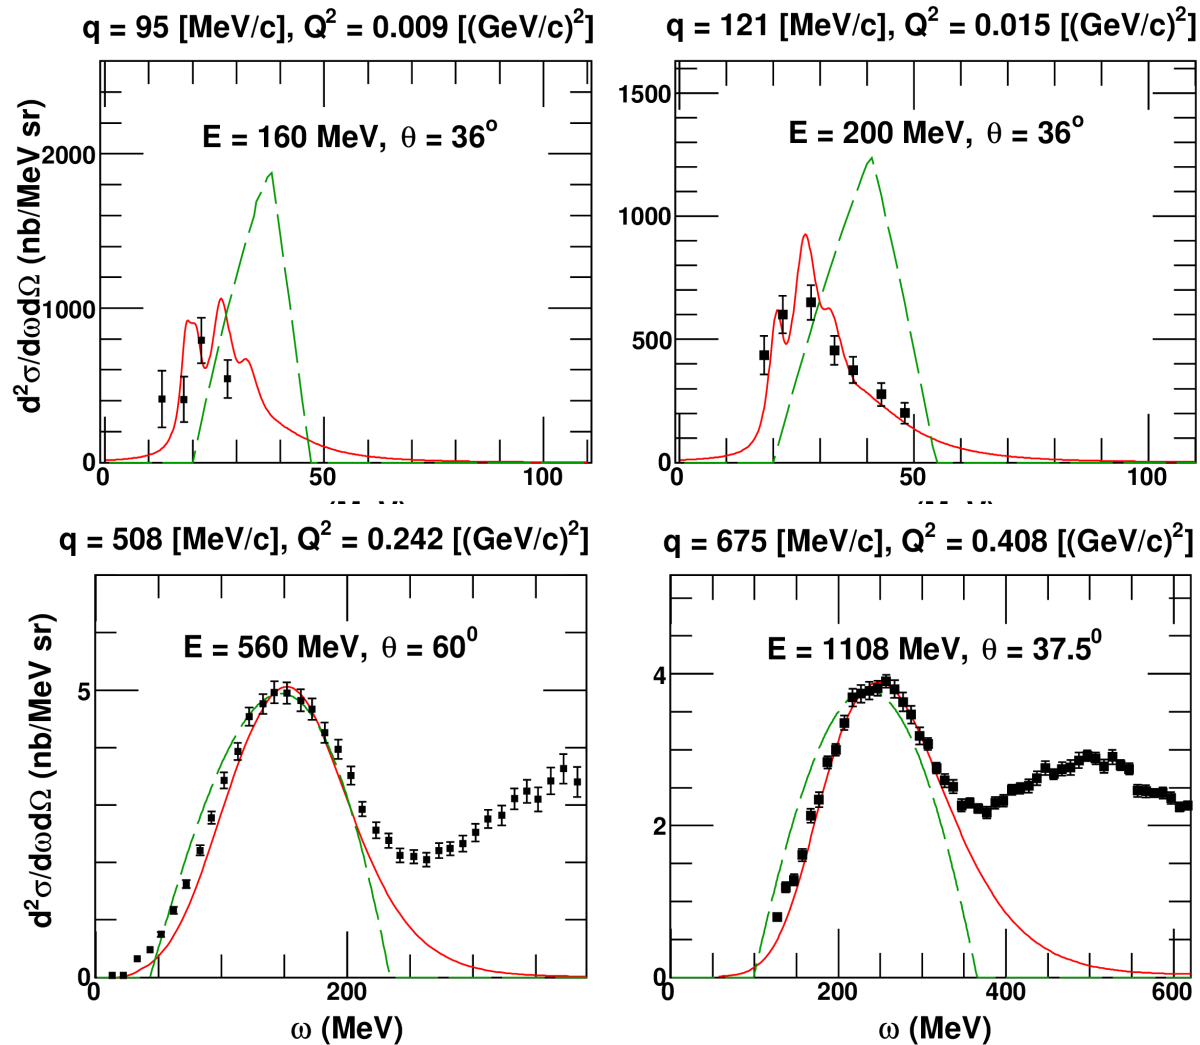 q = 95 [MeV/c], Q² = 0.009 [(GeV/c)²]
q = 121 [MeV/c], Q² = 0.015 [(GeV/c)²]
d²σ/dωdΩ (nb/MeV sr)
E = 160 MeV, θ = 36°
2000
1000
0
0 50 100
E = 200 MeV, θ = 36°
1500
1000
500
0
0 50 100
q = 508 [MeV/c], Q² = 0.242 [(GeV/c)²]
q = 675 [MeV/c], Q² = 0.408 [(GeV/c)²]
d²σ/dωdΩ (nb/MeV sr)
E = 560 MeV, θ = 60⁰
5
0
0 200
ω (MeV)
E = 1108 MeV, θ = 37.5⁰
4
2
0
0 200 400 600
ω (MeV)